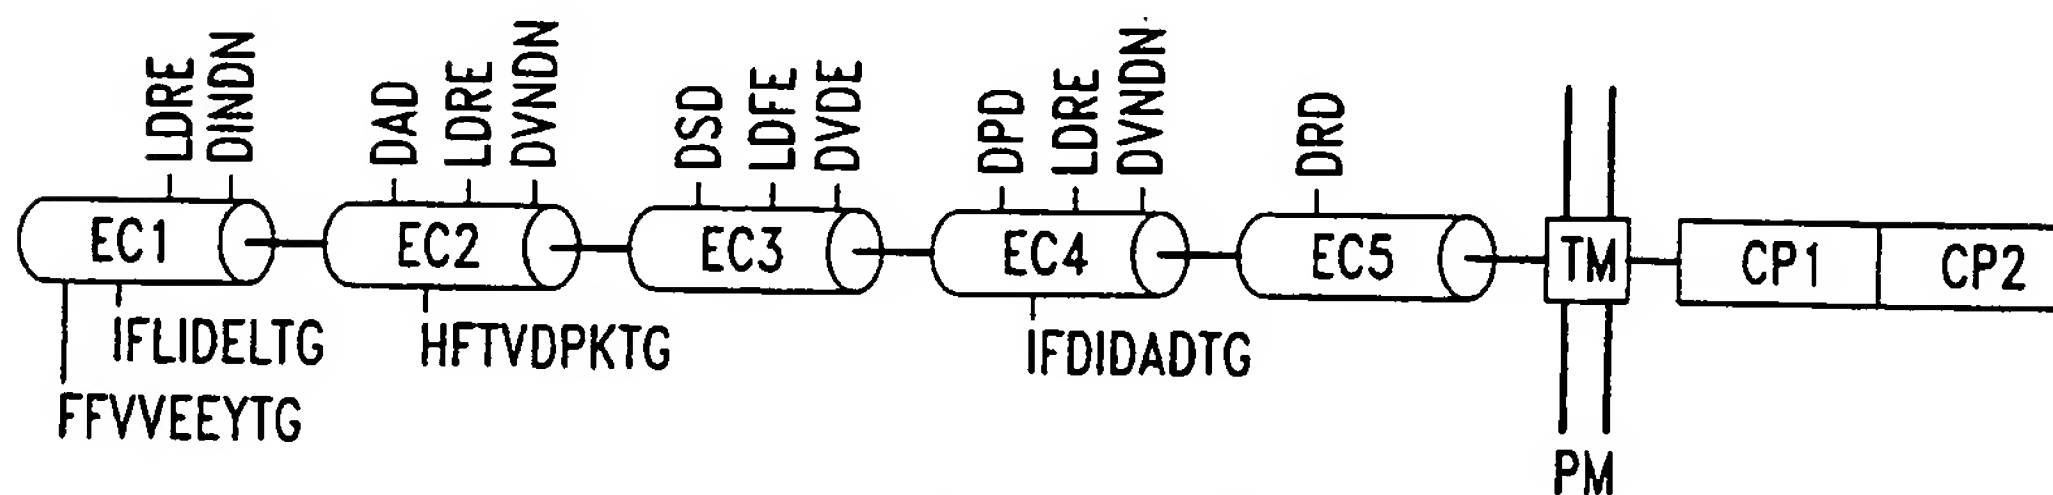 LDRE DINDN DAD LDRE DVNDN DSD LDFE DVDE DPD LDRE DVNDN DRD
EC1 EC2 EC3 EC4 EC5 TM CP1 CP2
IFLIDELTG HFTVDPKTG IFDIDADTG
FFVVEEYTG
PM